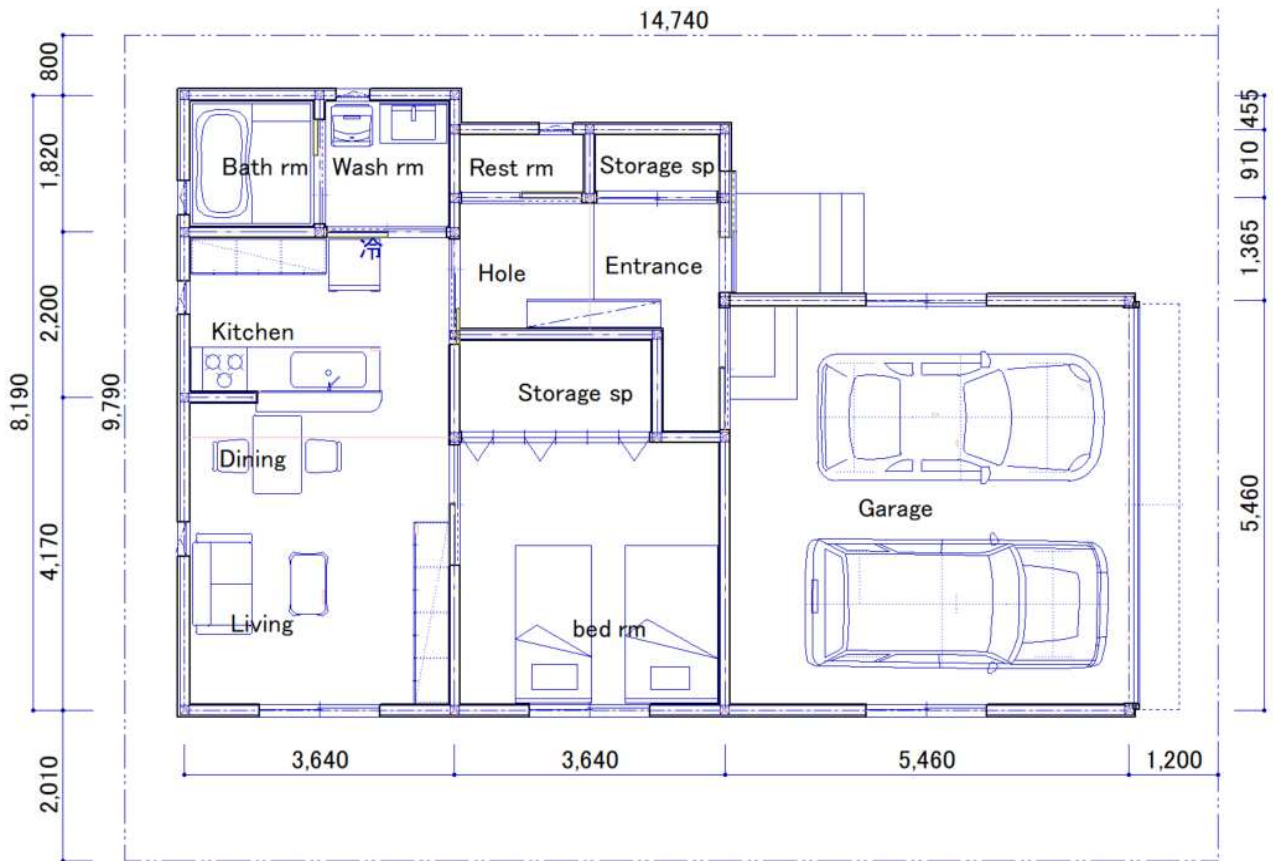 14,740
800
455
1,820
910
Bath rm
Wash rm
Rest rm
Storage sp
1,365
冷
Hole
Entrance
2,200
Kitchen
8,190
9,790
Storage sp
Dining
4,170
Garage
5,460
Living
bed rm
3,640
3,640
5,460
1,200
2,010